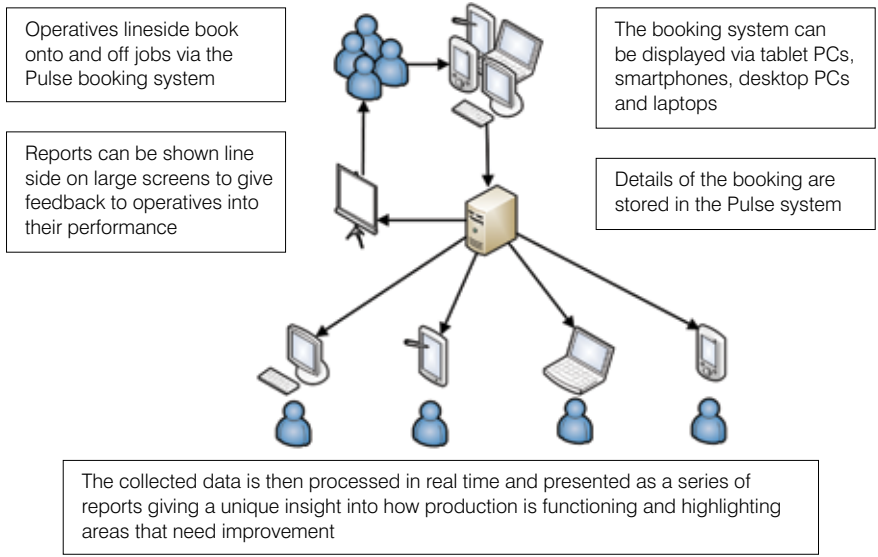 Operatives lineside book
onto and off jobs via the
Pulse booking system
The booking system can
be displayed via tablet PCs,
smartphones, desktop PCs
and laptops
Reports can be shown line
side on large screens to give
feedback to operatives into
their performance
Details of the booking are
stored in the Pulse system
The collected data is then processed in real time and presented as a series of
reports giving a unique insight into how production is functioning and highlighting
areas that need improvement